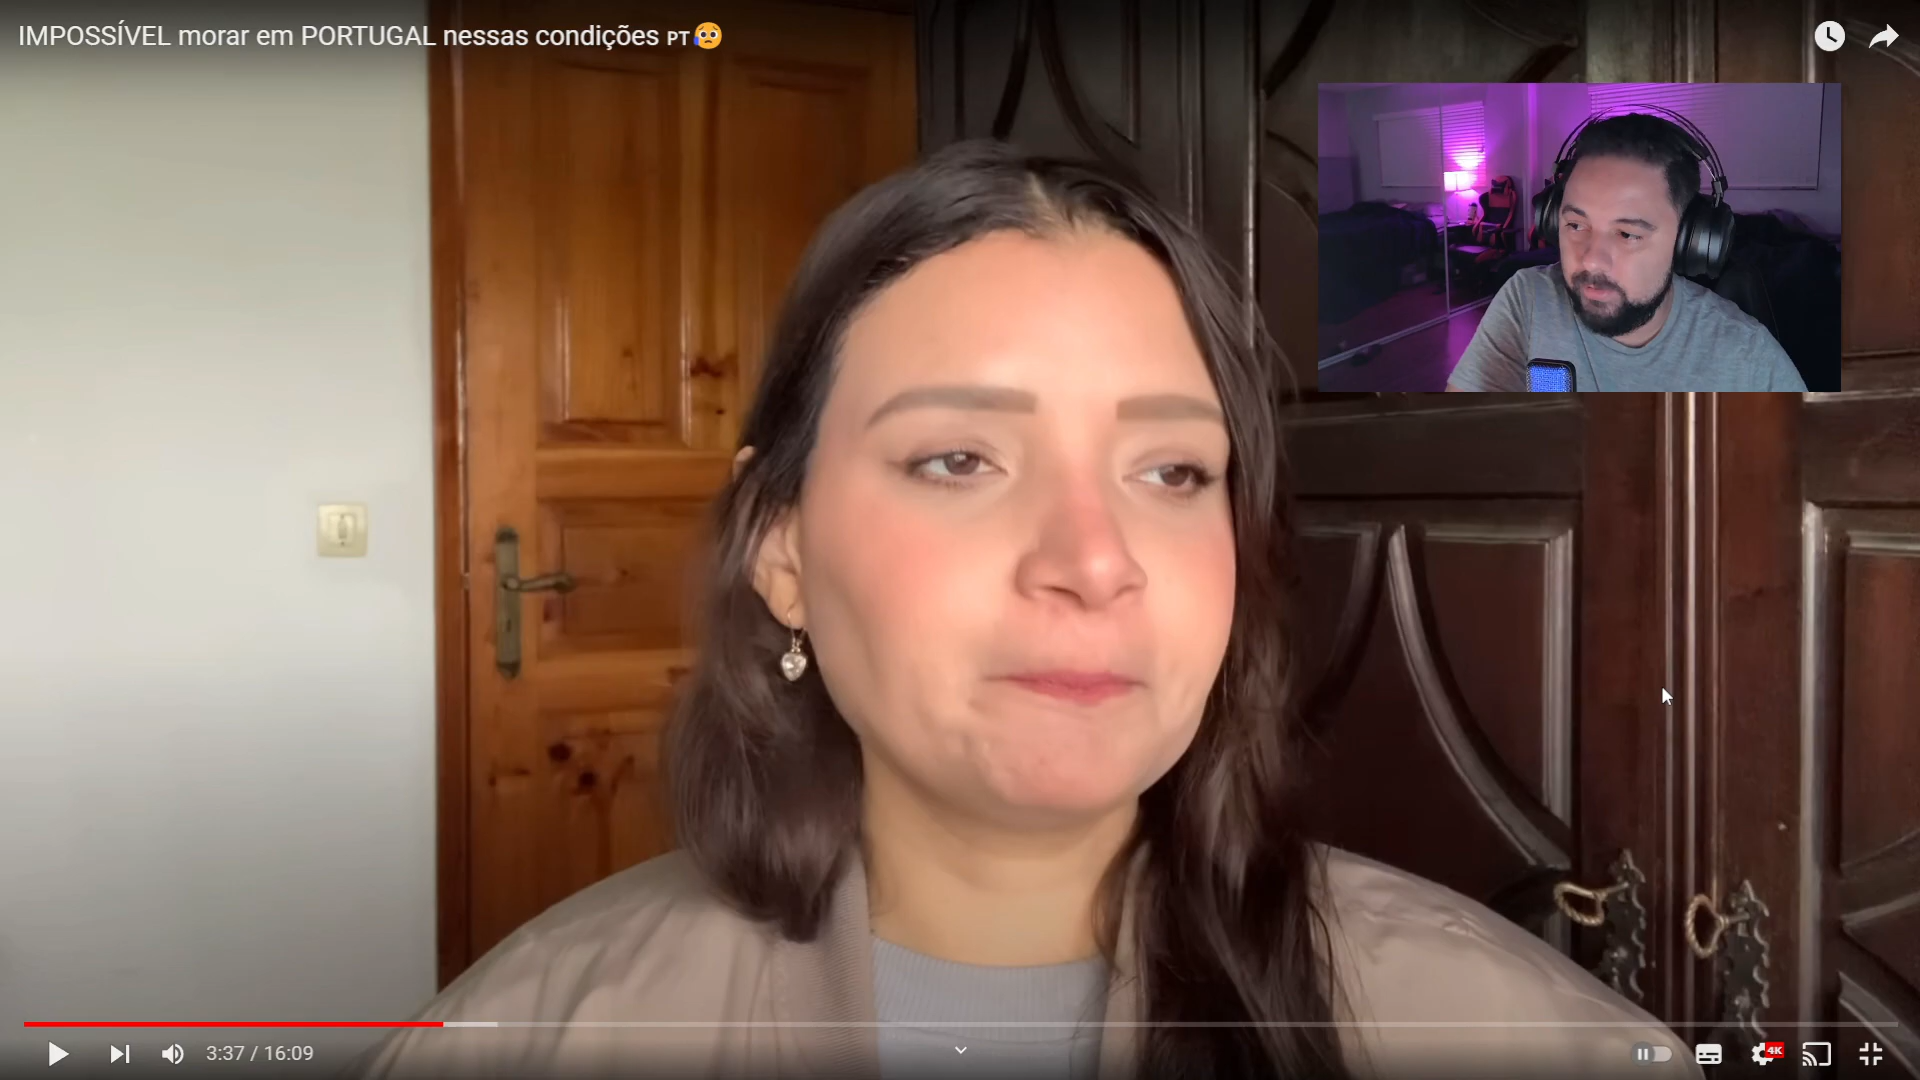 IMPOSSÍVEL morar em PORTUGAL nessas condições PT😥
3:37 / 16:09
4K